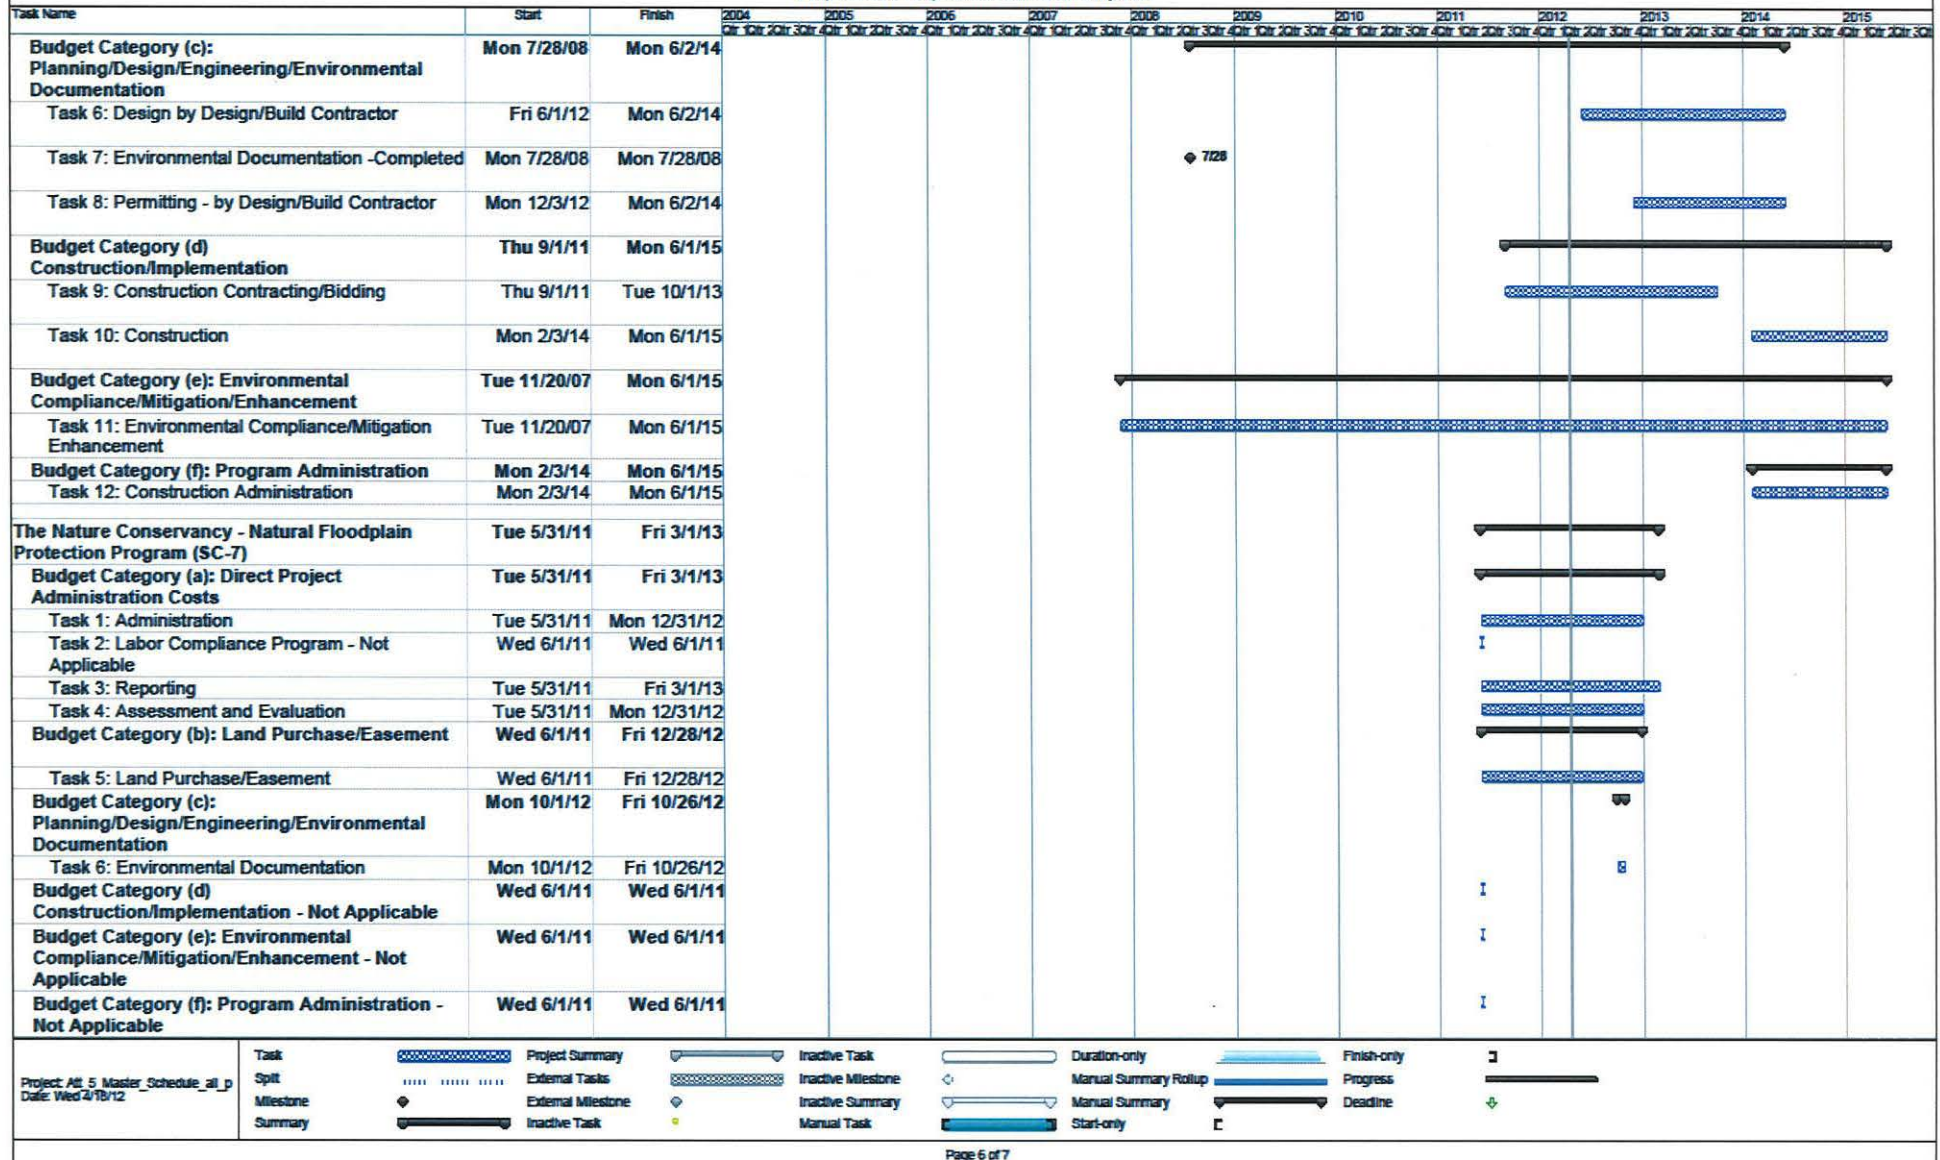 Task Name Start Finish 2004 2005 2006 2007 2008 2009 2010 2011 2012 2013 2014 2015
Budget Category (c): Mon 7/28/08 Mon 6/2/14
Planning/Design/Engineering/Environmental
Documentation
Task 6: Design by Design/Build Contractor Fri 6/1/12 Mon 6/2/14
Task 7: Environmental Documentation -Completed Mon 7/28/08 Mon 7/28/08 7/28
Task 8: Permitting - by Design/Build Contractor Mon 12/3/12 Mon 6/2/14
Budget Category (d) Thu 9/1/11 Mon 6/1/15
Construction/Implementation
Task 9: Construction Contracting/Bidding Thu 9/1/11 Tue 10/1/13
Task 10: Construction Mon 2/3/14 Mon 6/1/15
Budget Category (e): Environmental Tue 11/20/07 Mon 6/1/15
Compliance/Mitigation/Enhancement
Task 11: Environmental Compliance/Mitigation Tue 11/20/07 Mon 6/1/15
Enhancement
Budget Category (f): Program Administration Mon 2/3/14 Mon 6/1/15
Task 12: Construction Administration Mon 2/3/14 Mon 6/1/15
The Nature Conservancy - Natural Floodplain Tue 5/31/11 Fri 3/1/13
Protection Program (SC-7)
Budget Category (a): Direct Project Tue 5/31/11 Fri 3/1/13
Administration Costs
Task 1: Administration Tue 5/31/11 Mon 12/31/12
Task 2: Labor Compliance Program - Not Wed 6/1/11 Wed 6/1/11
Applicable
Task 3: Reporting Tue 5/31/11 Fri 3/1/13
Task 4: Assessment and Evaluation Tue 5/31/11 Mon 12/31/12
Budget Category (b): Land Purchase/Easement Wed 6/1/11 Fri 12/28/12
Task 5: Land Purchase/Easement Wed 6/1/11 Fri 12/28/12
Budget Category (c): Mon 10/1/12 Fri 10/26/12
Planning/Design/Engineering/Environmental
Documentation
Task 6: Environmental Documentation Mon 10/1/12 Fri 10/26/12
Budget Category (d) Wed 6/1/11 Wed 6/1/11
Construction/Implementation - Not Applicable
Budget Category (e): Environmental Wed 6/1/11 Wed 6/1/11
Compliance/Mitigation/Enhancement - Not
Applicable
Budget Category (f): Program Administration - Wed 6/1/11 Wed 6/1/11
Not Applicable
Project: Att_5_Master_Schedule_all_p
Date: Wed 4/18/12
Task Project Summary Inactive Task Duration-only Finish-only
Split External Tasks Inactive Milestone Manual Summary Rollup Progress
Milestone External Milestone Inactive Summary Manual Summary Deadline
Summary Inactive Task Manual Task Start-only
Page 6 of 7